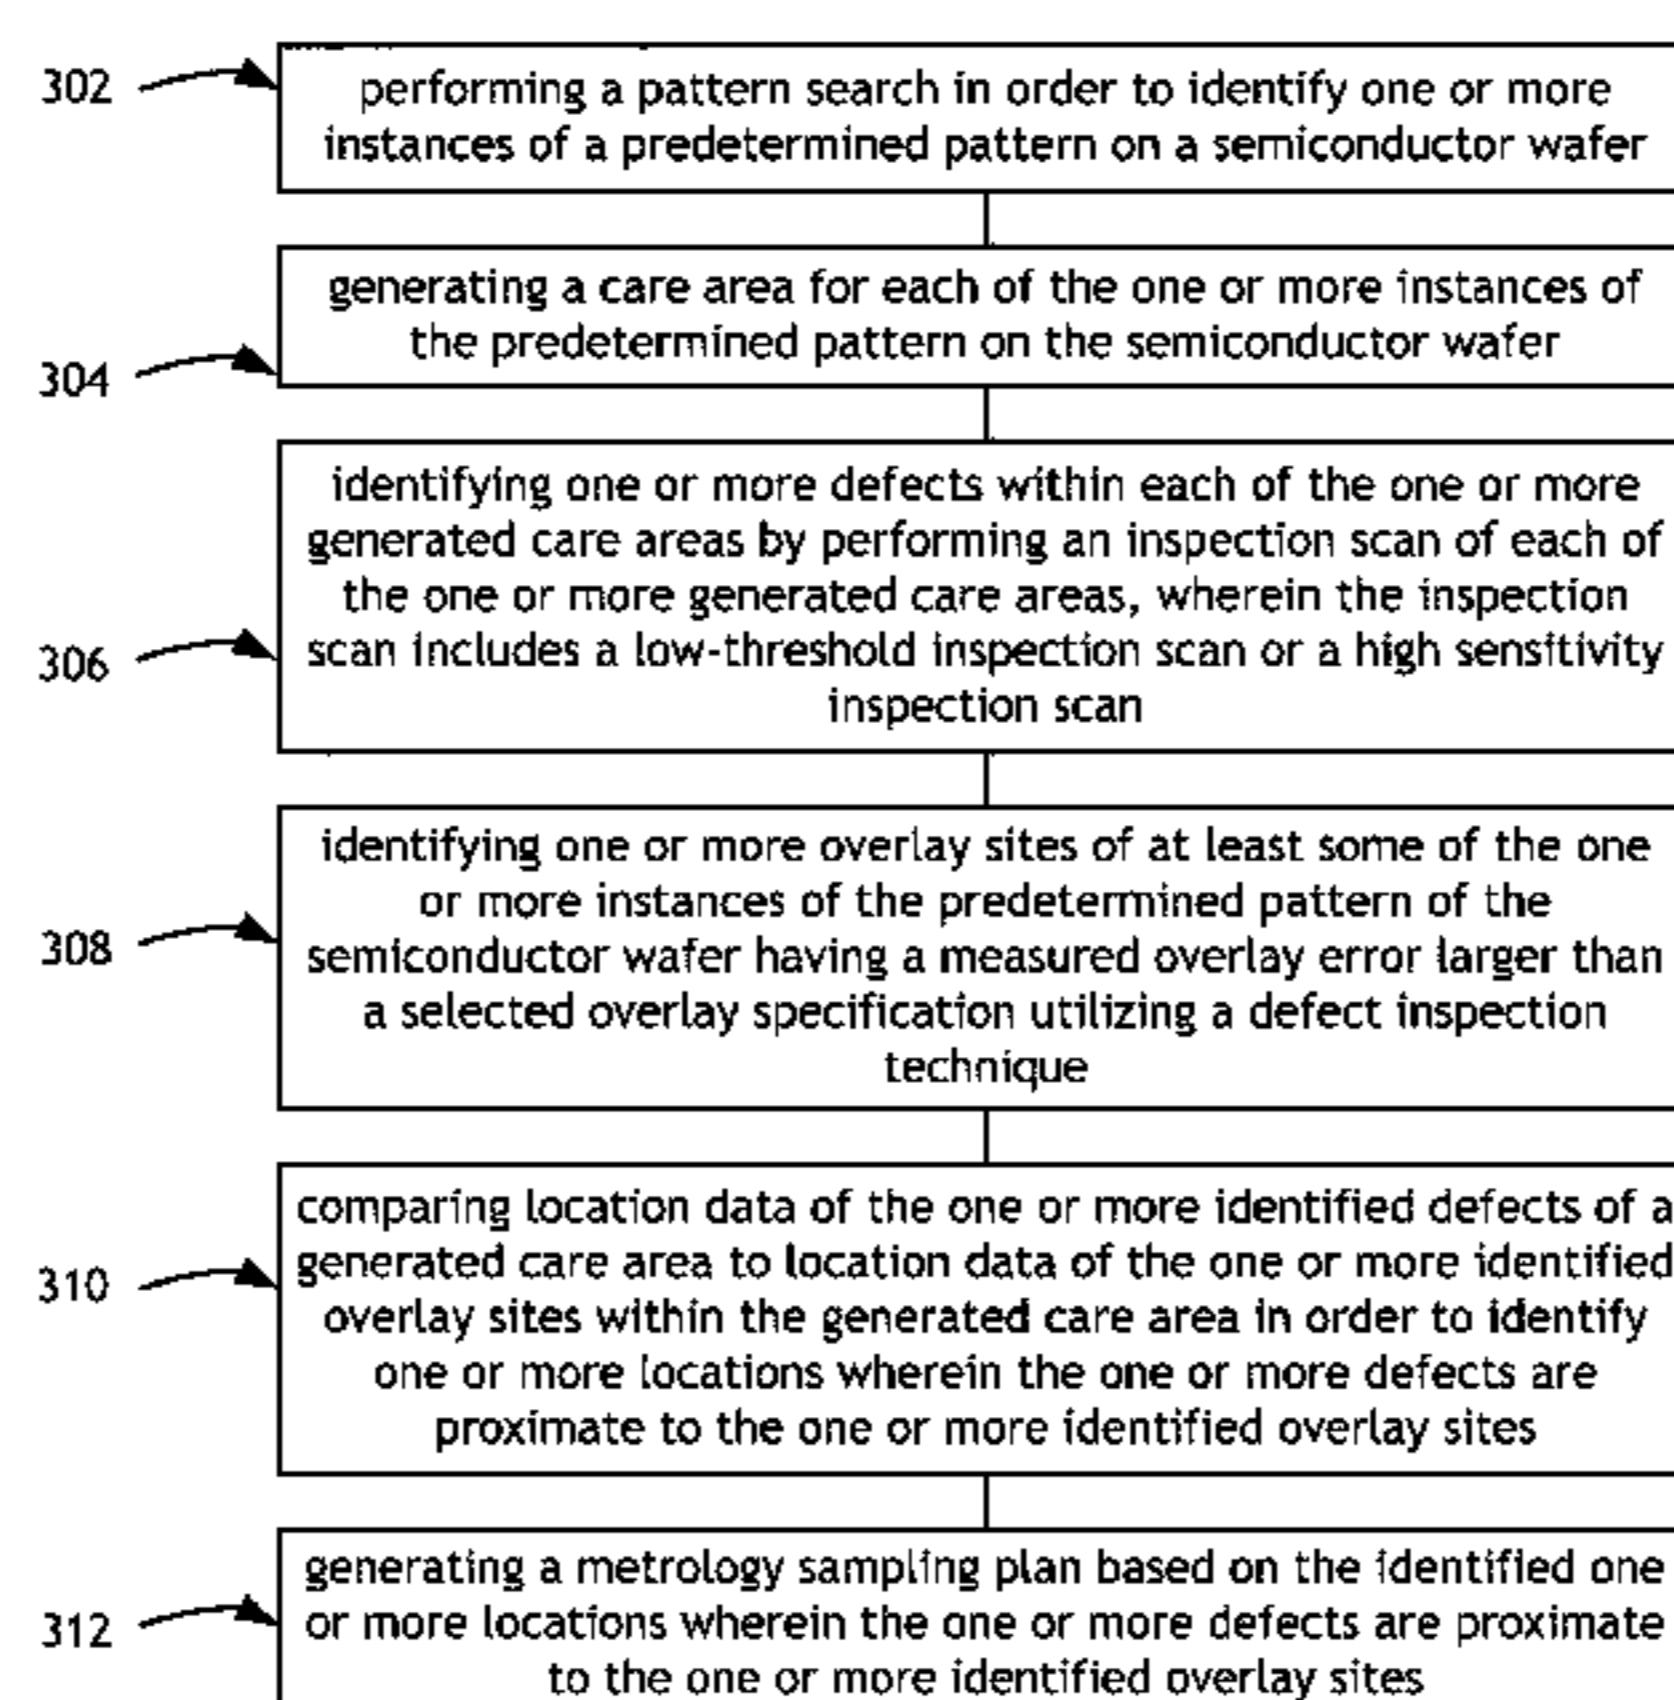 302
performing a pattern search in order to identify one or more
instances of a predetermined pattern on a semiconductor wafer
304
generating a care area for each of the one or more instances of
the predetermined pattern on the semiconductor wafer
306
identifying one or more defects within each of the one or more
generated care areas by performing an inspection scan of each of
the one or more generated care areas, wherein the inspection
scan includes a low-threshold inspection scan or a high sensitivity
inspection scan
308
identifying one or more overlay sites of at least some of the one
or more instances of the predetermined pattern of the
semiconductor wafer having a measured overlay error larger than
a selected overlay specification utilizing a defect inspection
technique
310
comparing location data of the one or more identified defects of a
generated care area to location data of the one or more identified
overlay sites within the generated care area in order to identify
one or more locations wherein the one or more defects are
proximate to the one or more identified overlay sites
312
generating a metrology sampling plan based on the identified one
or more locations wherein the one or more defects are proximate
to the one or more identified overlay sites